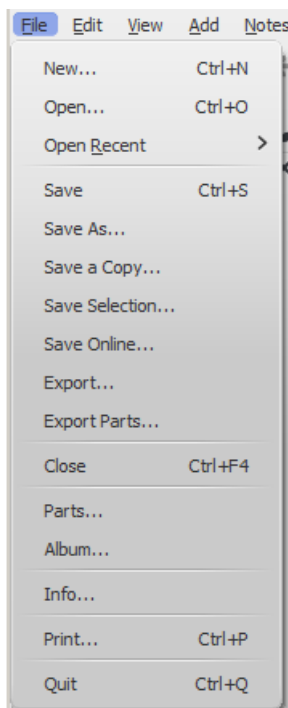 File Edit View Add Notes
New... Ctrl+N
Open... Ctrl+O
Open Recent
Save Ctrl+S
Save As...
Save a Copy...
Save Selection...
Save Online...
Export...
Export Parts...
Close Ctrl+F4
Parts...
Album...
Info...
Print... Ctrl+P
Quit Ctrl+Q